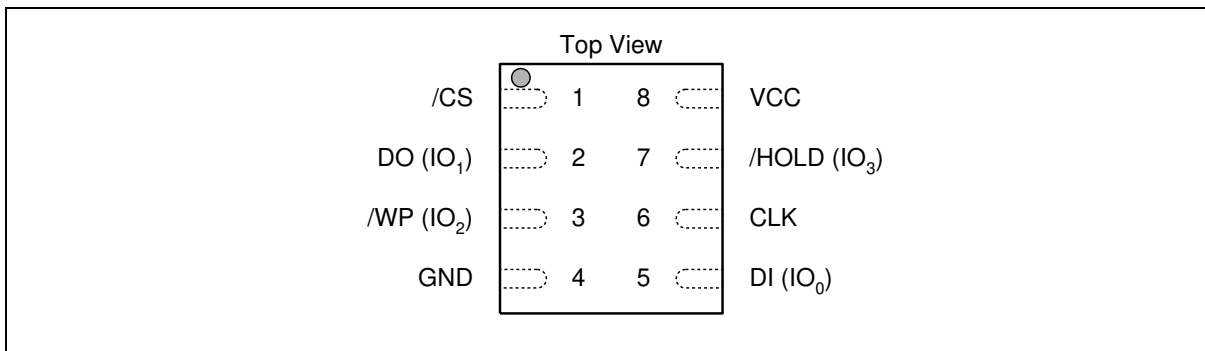 Top View
/CS 1 8 VCC
DO (IO₁) 2 7 /HOLD (IO₃)
/WP (IO₂) 3 6 CLK
GND 4 5 DI (IO₀)